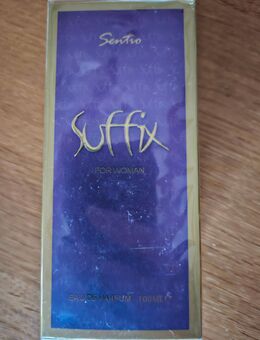 Sentio
Suffix
FOR WOMAN
EAU DE PARFUM 100ML